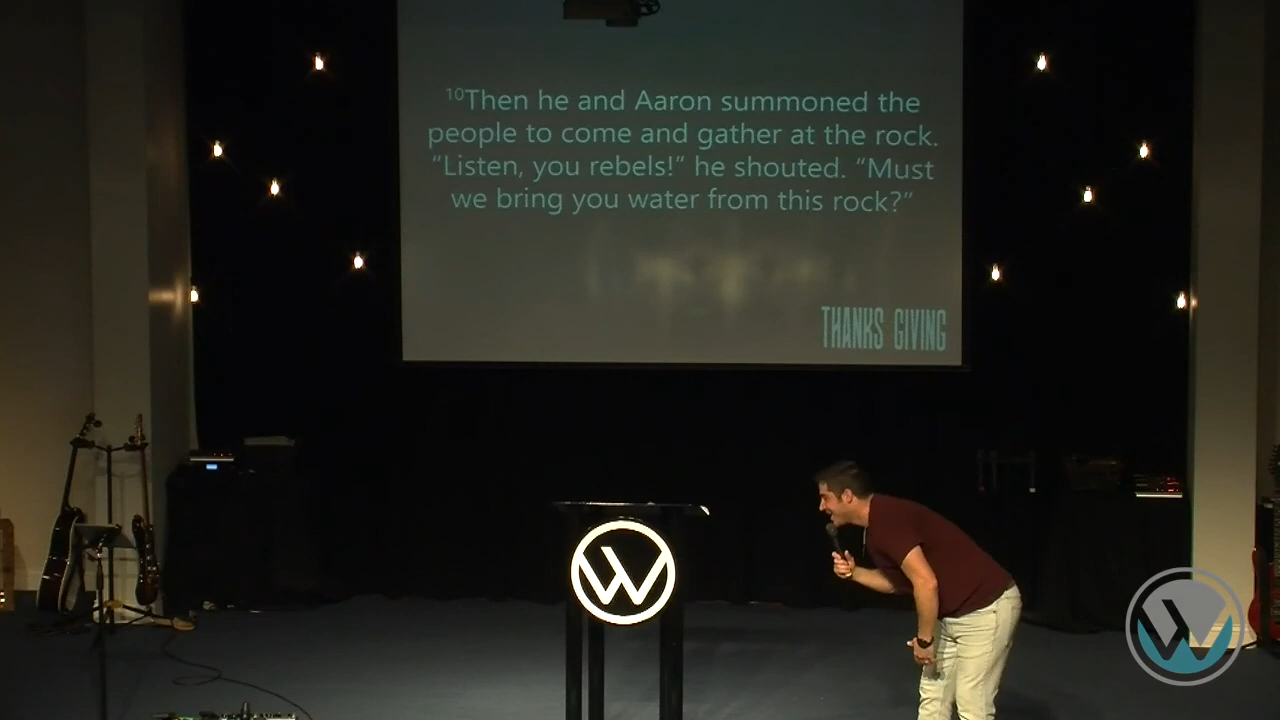 ¹⁰Then he and Aaron summoned the
people to come and gather at the rock.
“Listen, you rebels!” he shouted. “Must
we bring you water from this rock?”
THANKS GIVING
W
W